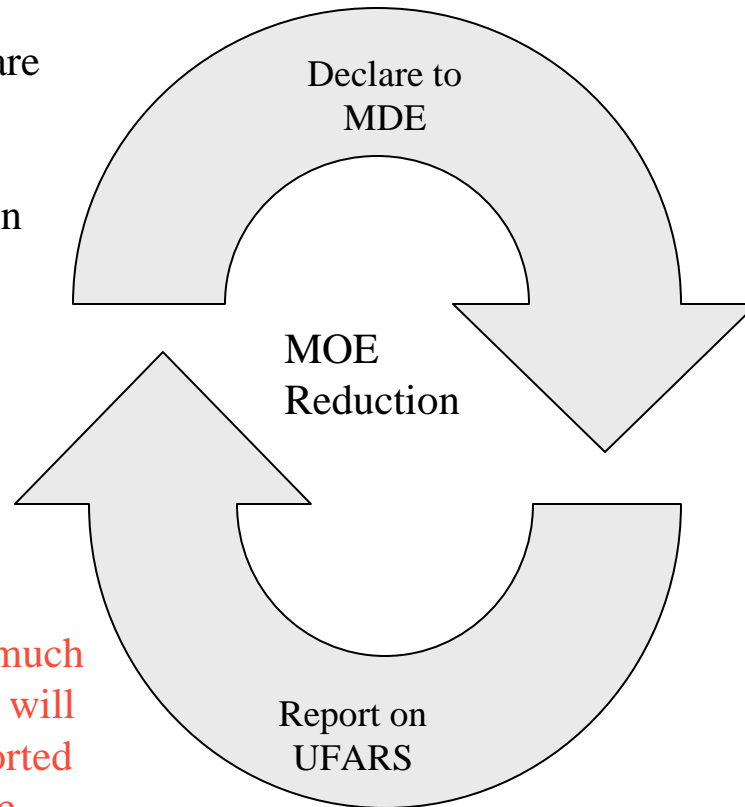 are
Declare to
MDE
n
MOE
Reduction
much
will
Report on
orted
UFARS